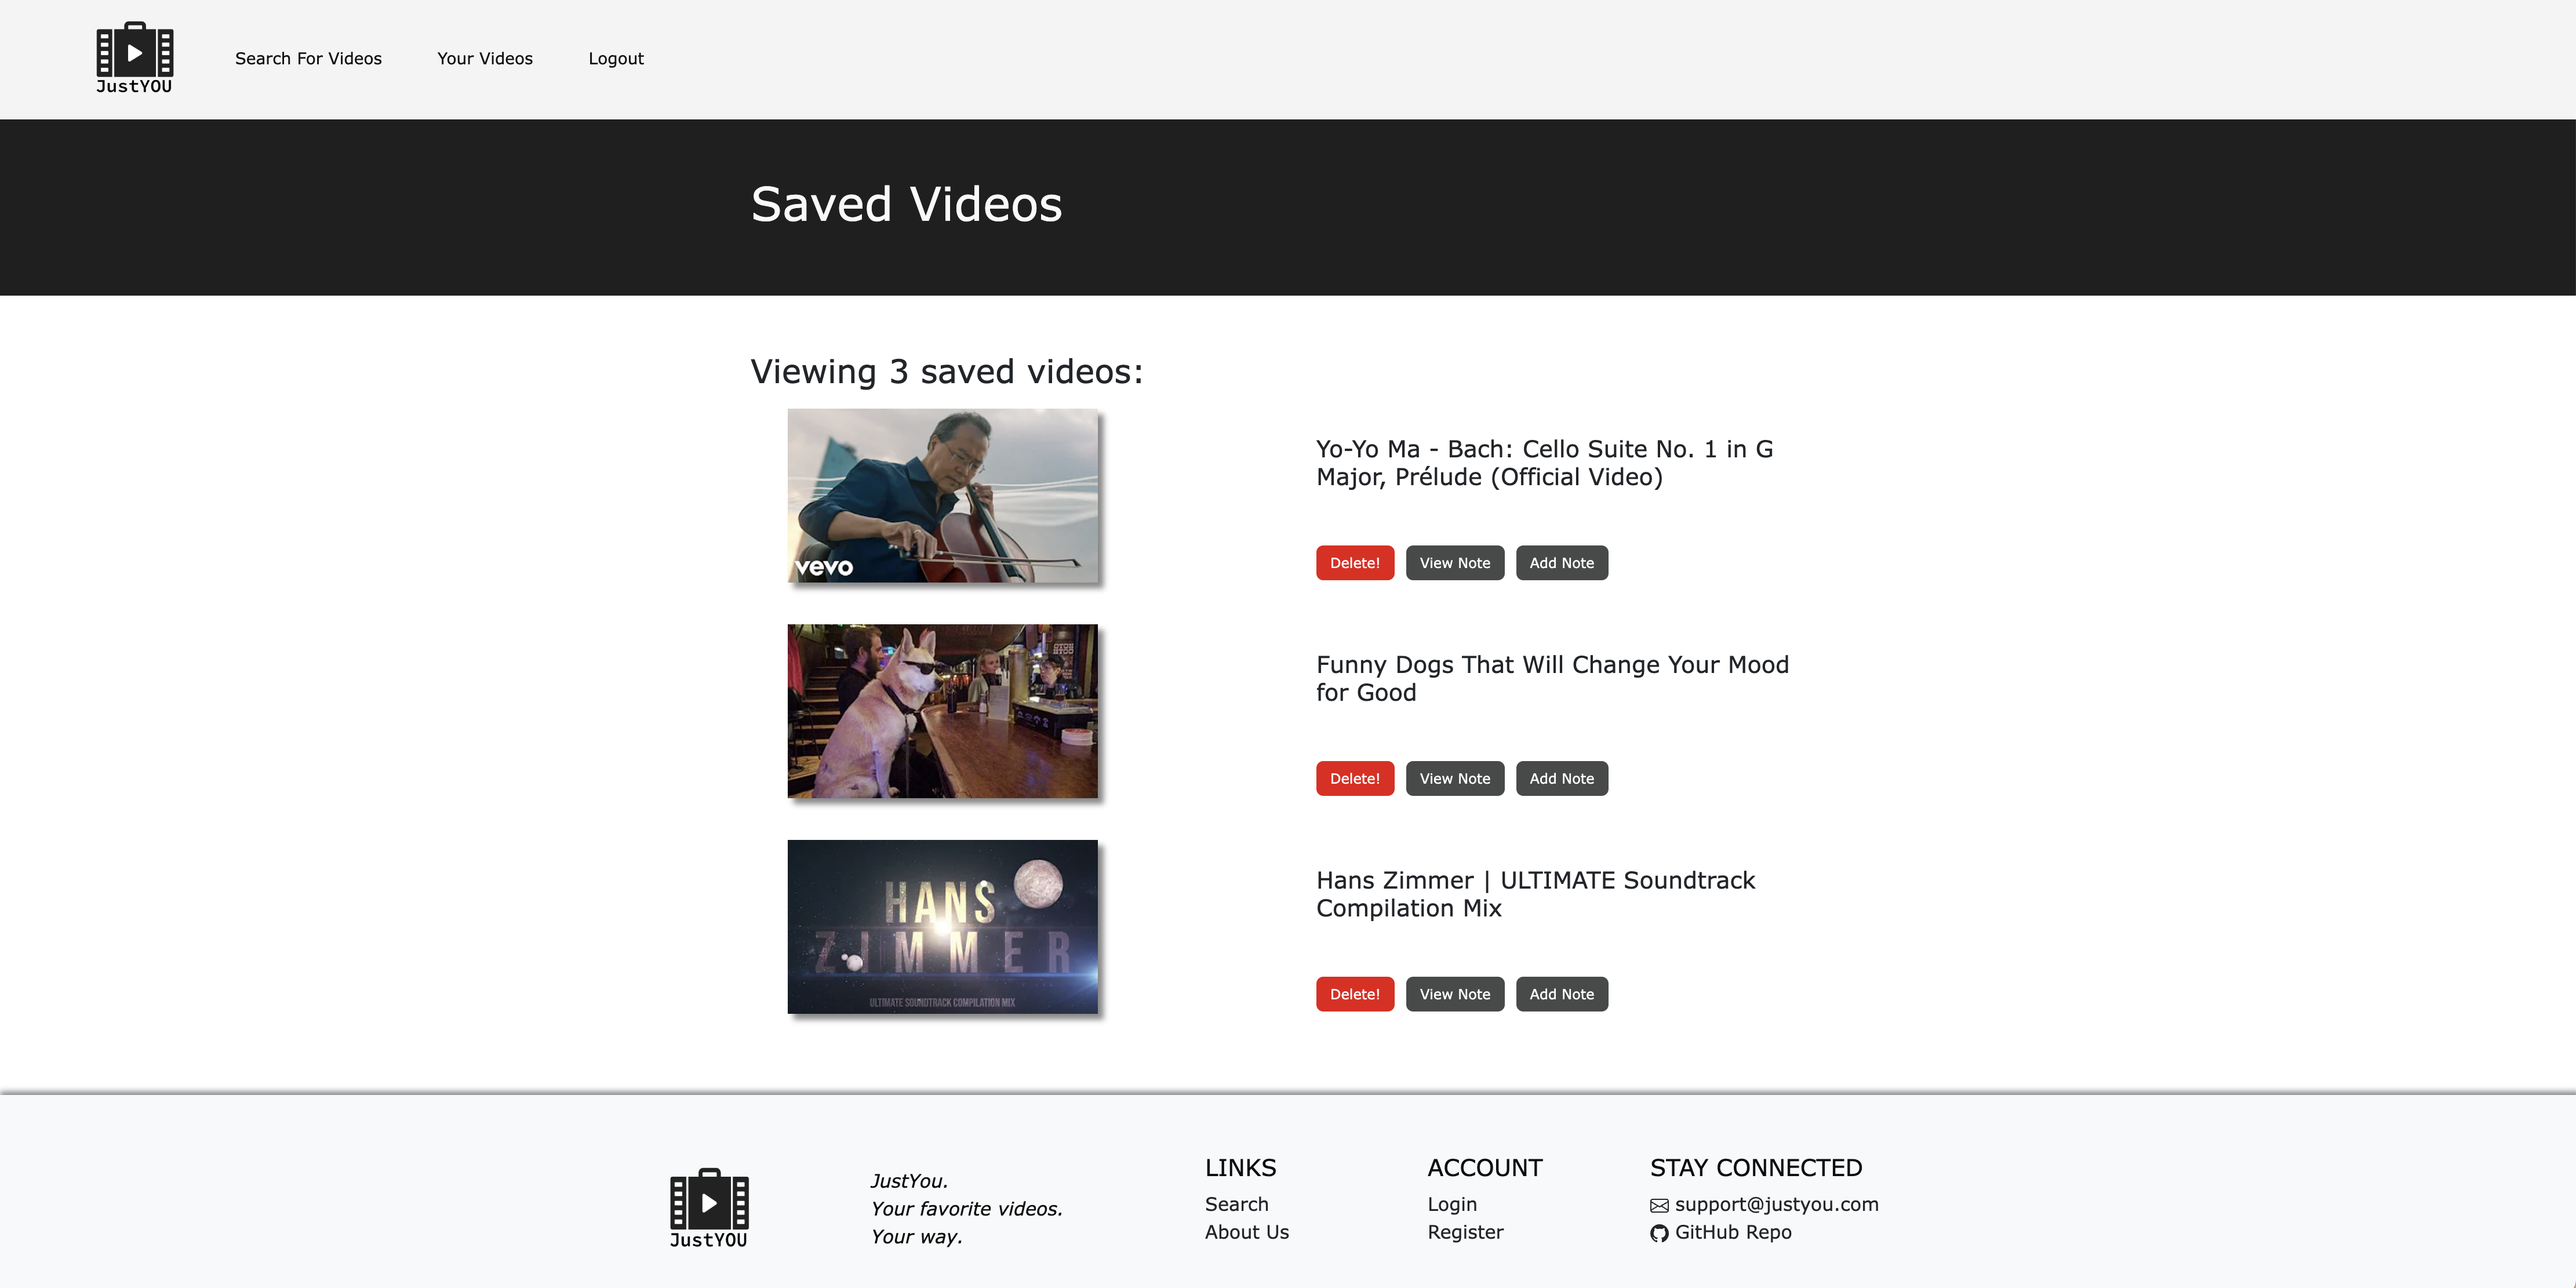 JustYOU
Search For Videos
Your Videos
Logout
Saved Videos
Viewing 3 saved videos:
vevo
Yo-Yo Ma - Bach: Cello Suite No. 1 in G
Major, Prélude (Official Video)
Delete!
View Note
Add Note
Funny Dogs That Will Change Your Mood
for Good
Delete!
View Note
Add Note
HANS
ZIMMER
ULTIMATE SOUNDTRACK COMPILATION MIX
Hans Zimmer | ULTIMATE Soundtrack
Compilation Mix
Delete!
View Note
Add Note
JustYOU
JustYou.
Your favorite videos.
Your way.
LINKS
Search
About Us
ACCOUNT
Login
Register
STAY CONNECTED
support@justyou.com
GitHub Repo